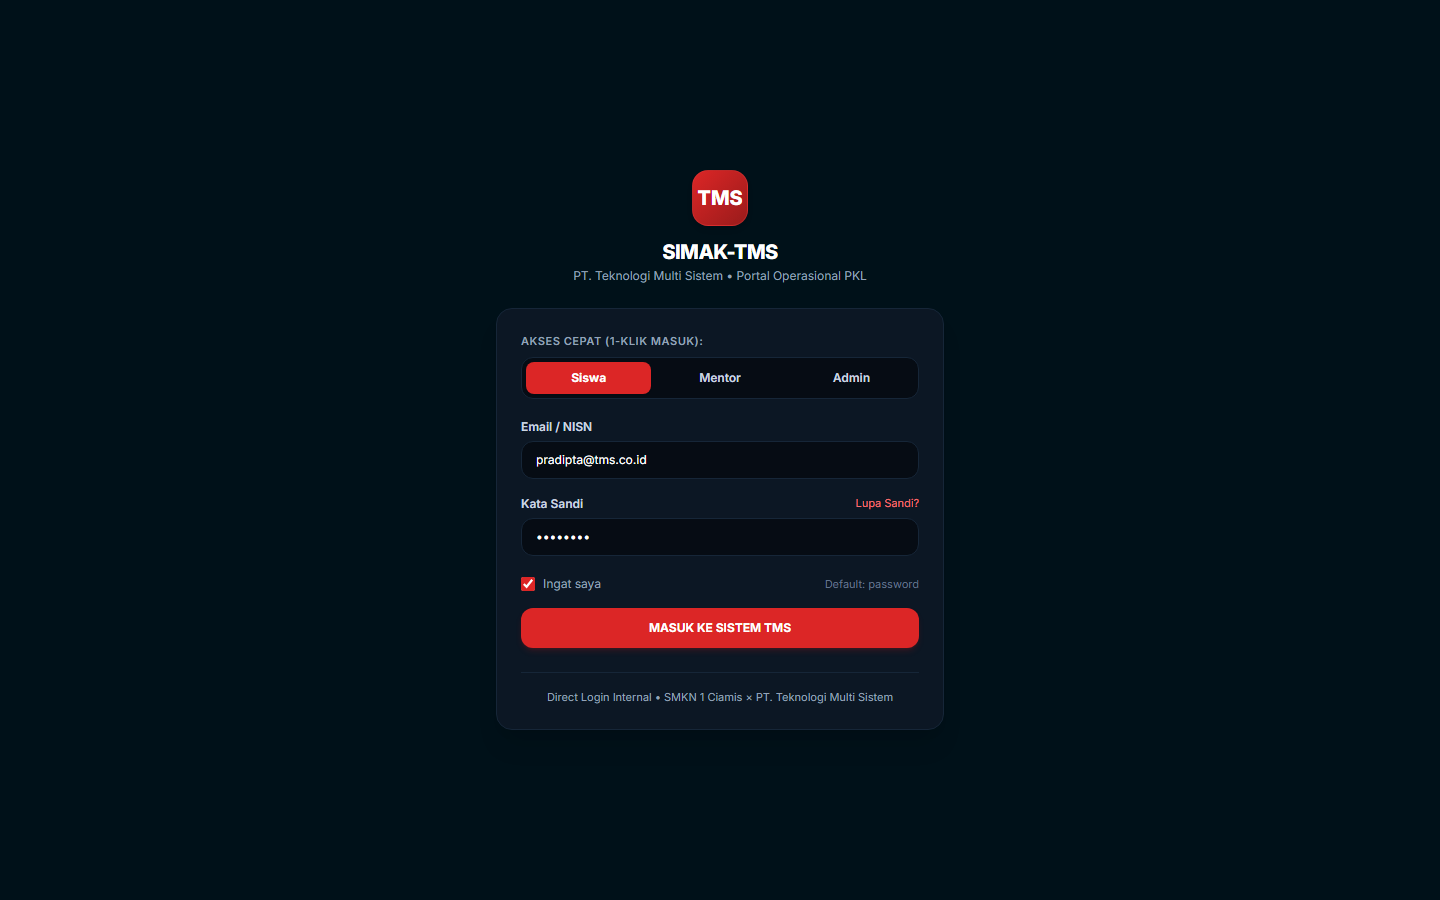 TMS
SIMAK-TMS
PT. Teknologi Multi Sistem • Portal Operasional PKL
AKSES CEPAT (1-KLIK MASUK):
Siswa Mentor Admin
Email / NISN
pradipta@tms.co.id
Kata Sandi Lupa Sandi?
••••••••
Ingat saya Default: password
MASUK KE SISTEM TMS
Direct Login Internal • SMKN 1 Ciamis × PT. Teknologi Multi Sistem